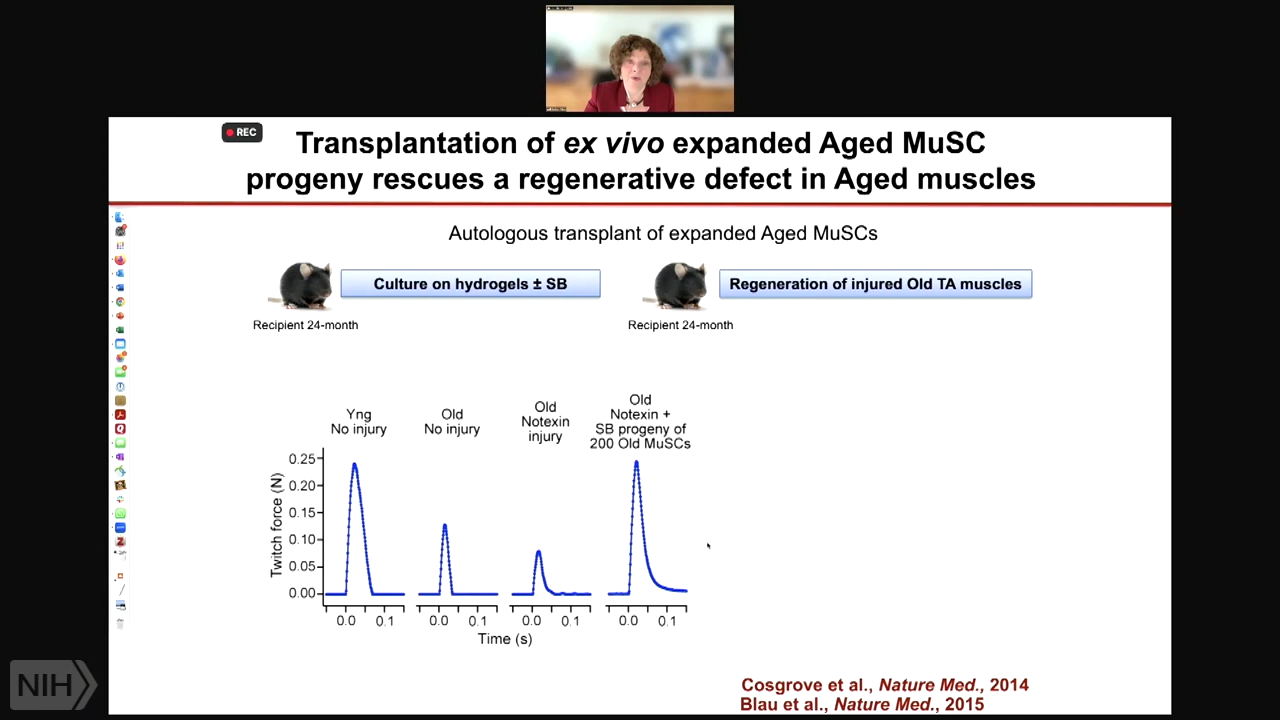 REC
Transplantation of ex vivo expanded Aged MuSC
progeny rescues a regenerative defect in Aged muscles
Autologous transplant of expanded Aged MuSCs
Culture on hydrogels ± SB
Regeneration of injured Old TA muscles
Recipient 24-month
Recipient 24-month
Yng
No injury
Old
No injury
Old
Notexin
injury
Old
Notexin +
SB progeny of
200 Old MuSCs
Twitch force (N)
0.25
0.20
0.15
0.10
0.05
0.00
0.0 0.1 0.0 0.1 0.0 0.1 0.0 0.1
Time (s)
Cosgrove et al., Nature Med., 2014
Blau et al., Nature Med., 2015
NIH